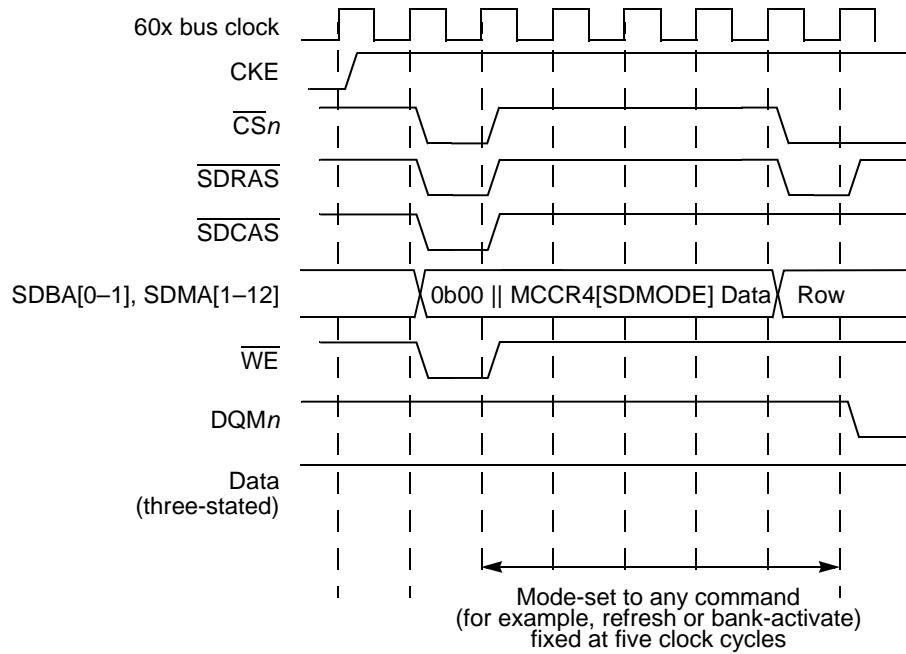 60x bus clock
CKE
CSn
SDRAS
SDCAS
SDBA[0–1], SDMA[1–12]
0b00 || MCCR4[SDMODE] Data
Row
WE
DQMn
Data
(three-stated)
Mode-set to any command
(for example, refresh or bank-activate)
fixed at five clock cycles